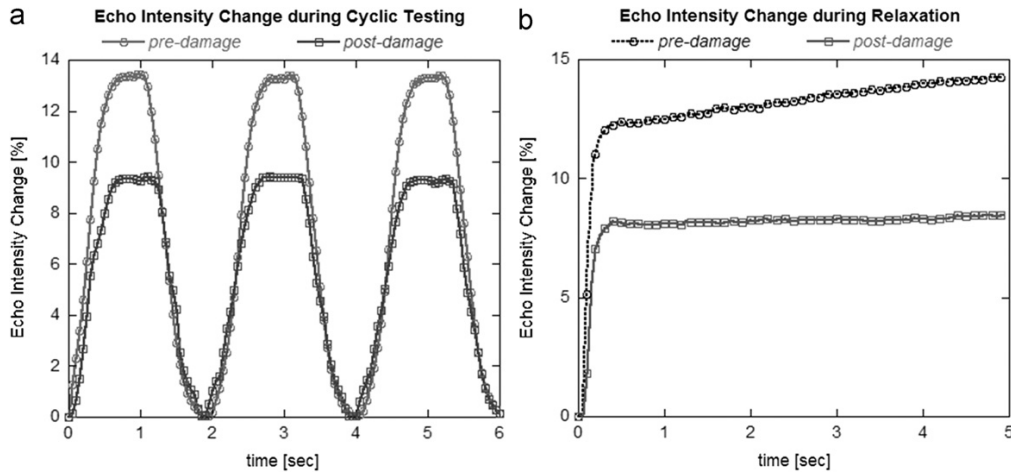 a
Echo Intensity Change during Cyclic Testing
pre-damage post-damage
14
12
10
8
6
4
2
0
Echo Intensity Change [%]
0 1 2 3 4 5 6
time [sec]
b
Echo Intensity Change during Relaxation
pre-damage post-damage
15
10
5
0
Echo Intensity Change [%]
0 1 2 3 4 5
time [sec]